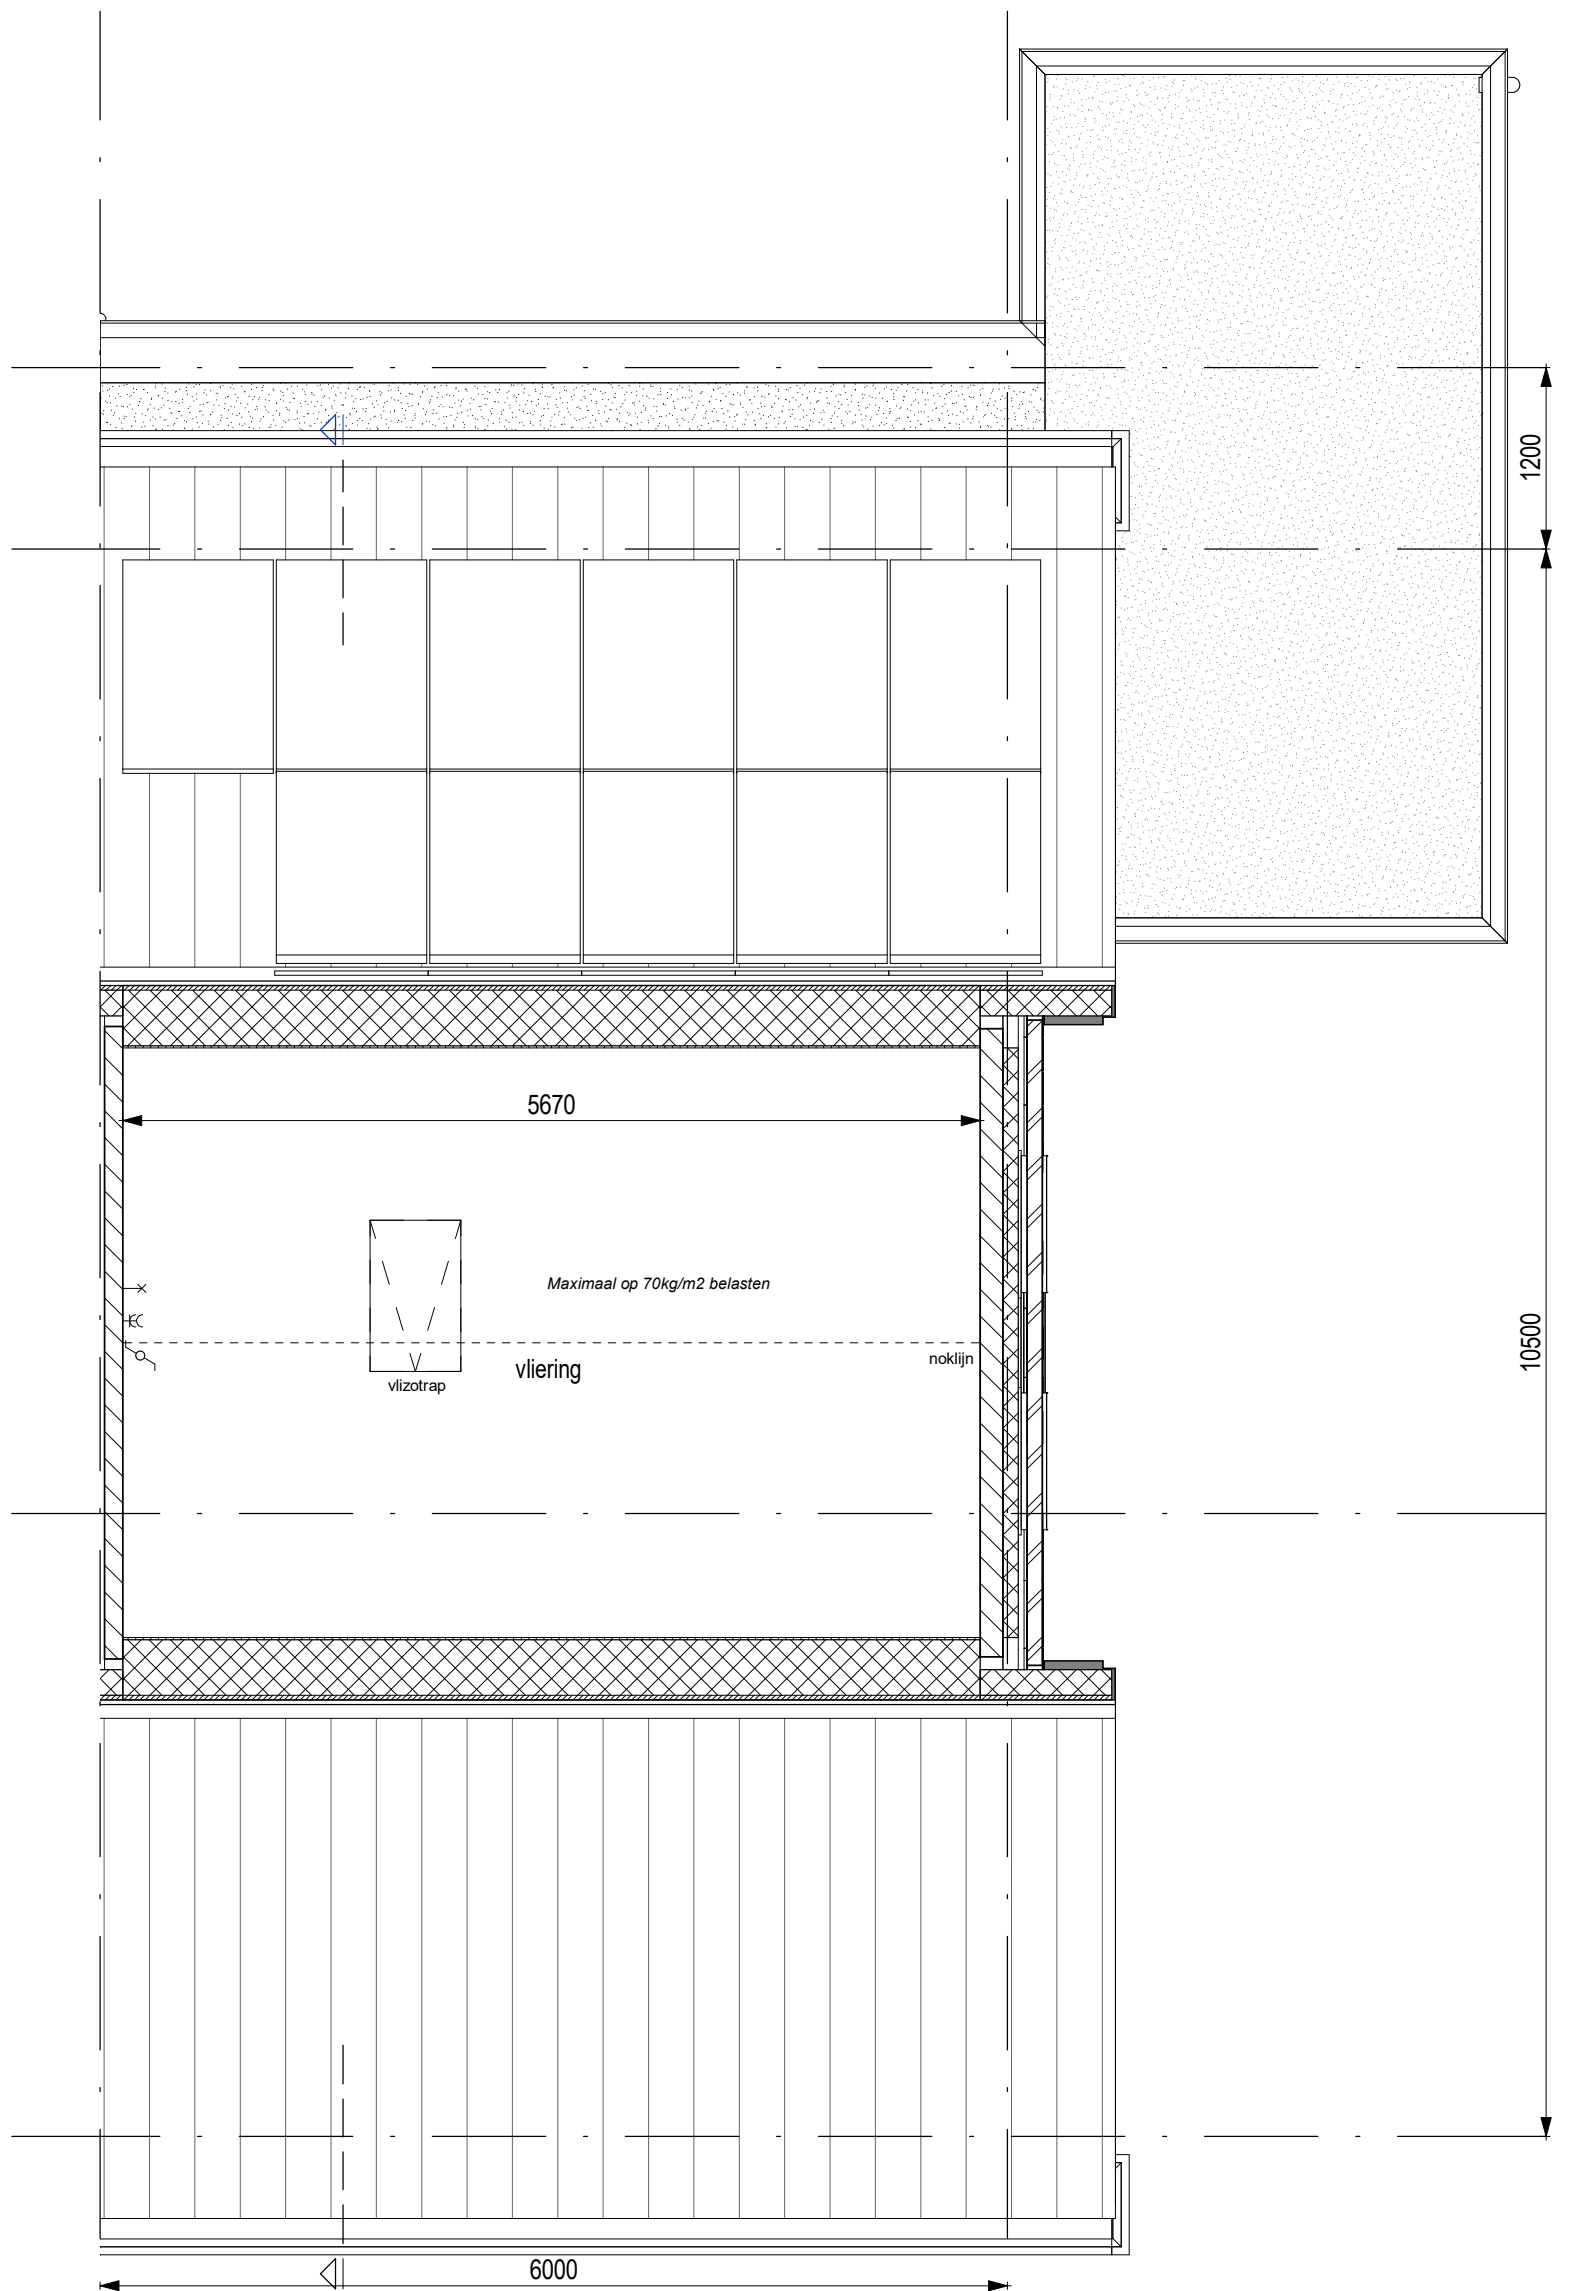 1200
5670
Maximaal op 70kg/m2 belasten
10500
noklijn
vliering
vlizotrap
6000